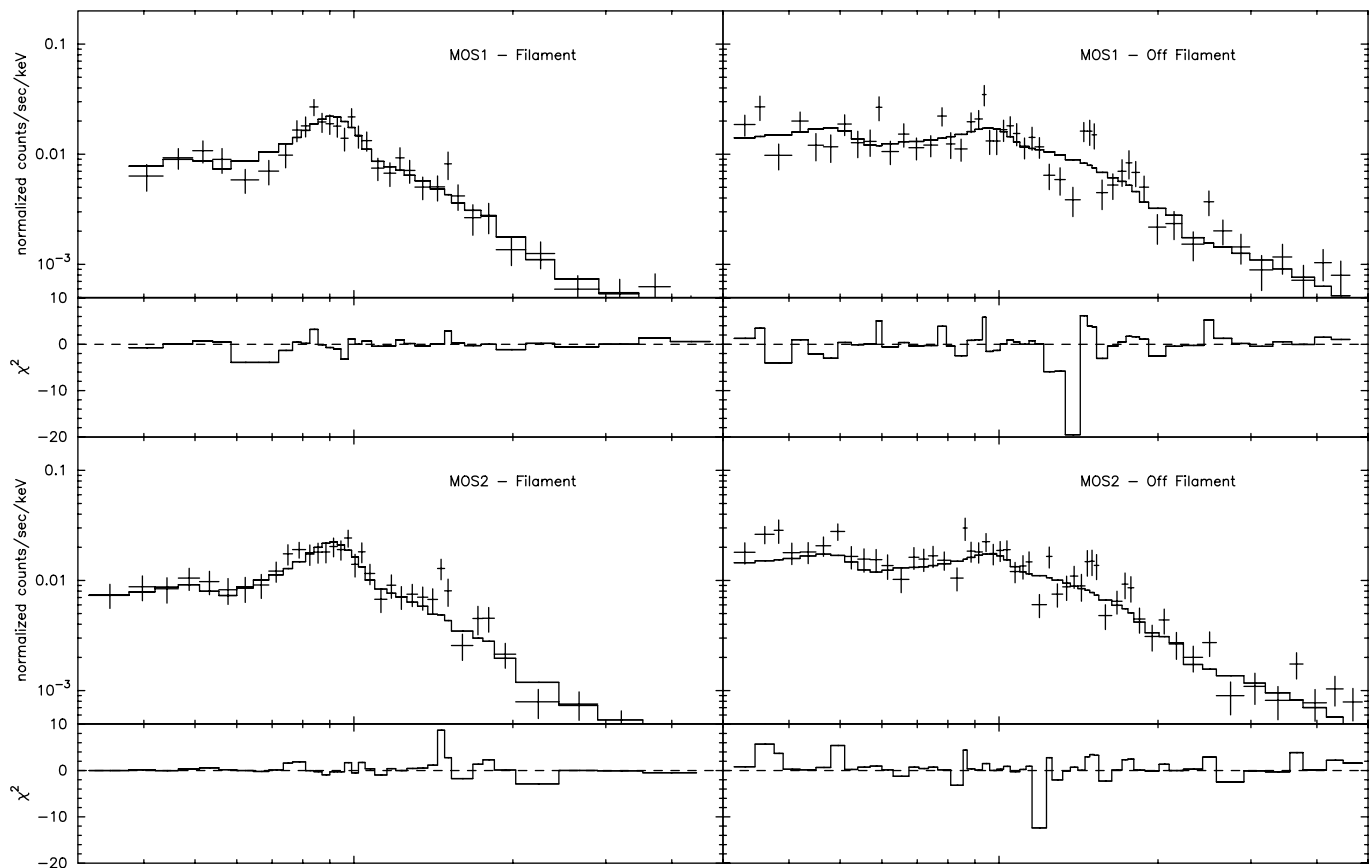 MOS1 – Filament
MOS1 – Off Filament
0.1
0.01
10⁻³
normalized counts/sec/keV
10
0
−10
−20
χ²
MOS2 – Filament
MOS2 – Off Filament
0.1
0.01
10⁻³
normalized counts/sec/keV
10
0
−10
−20
χ²